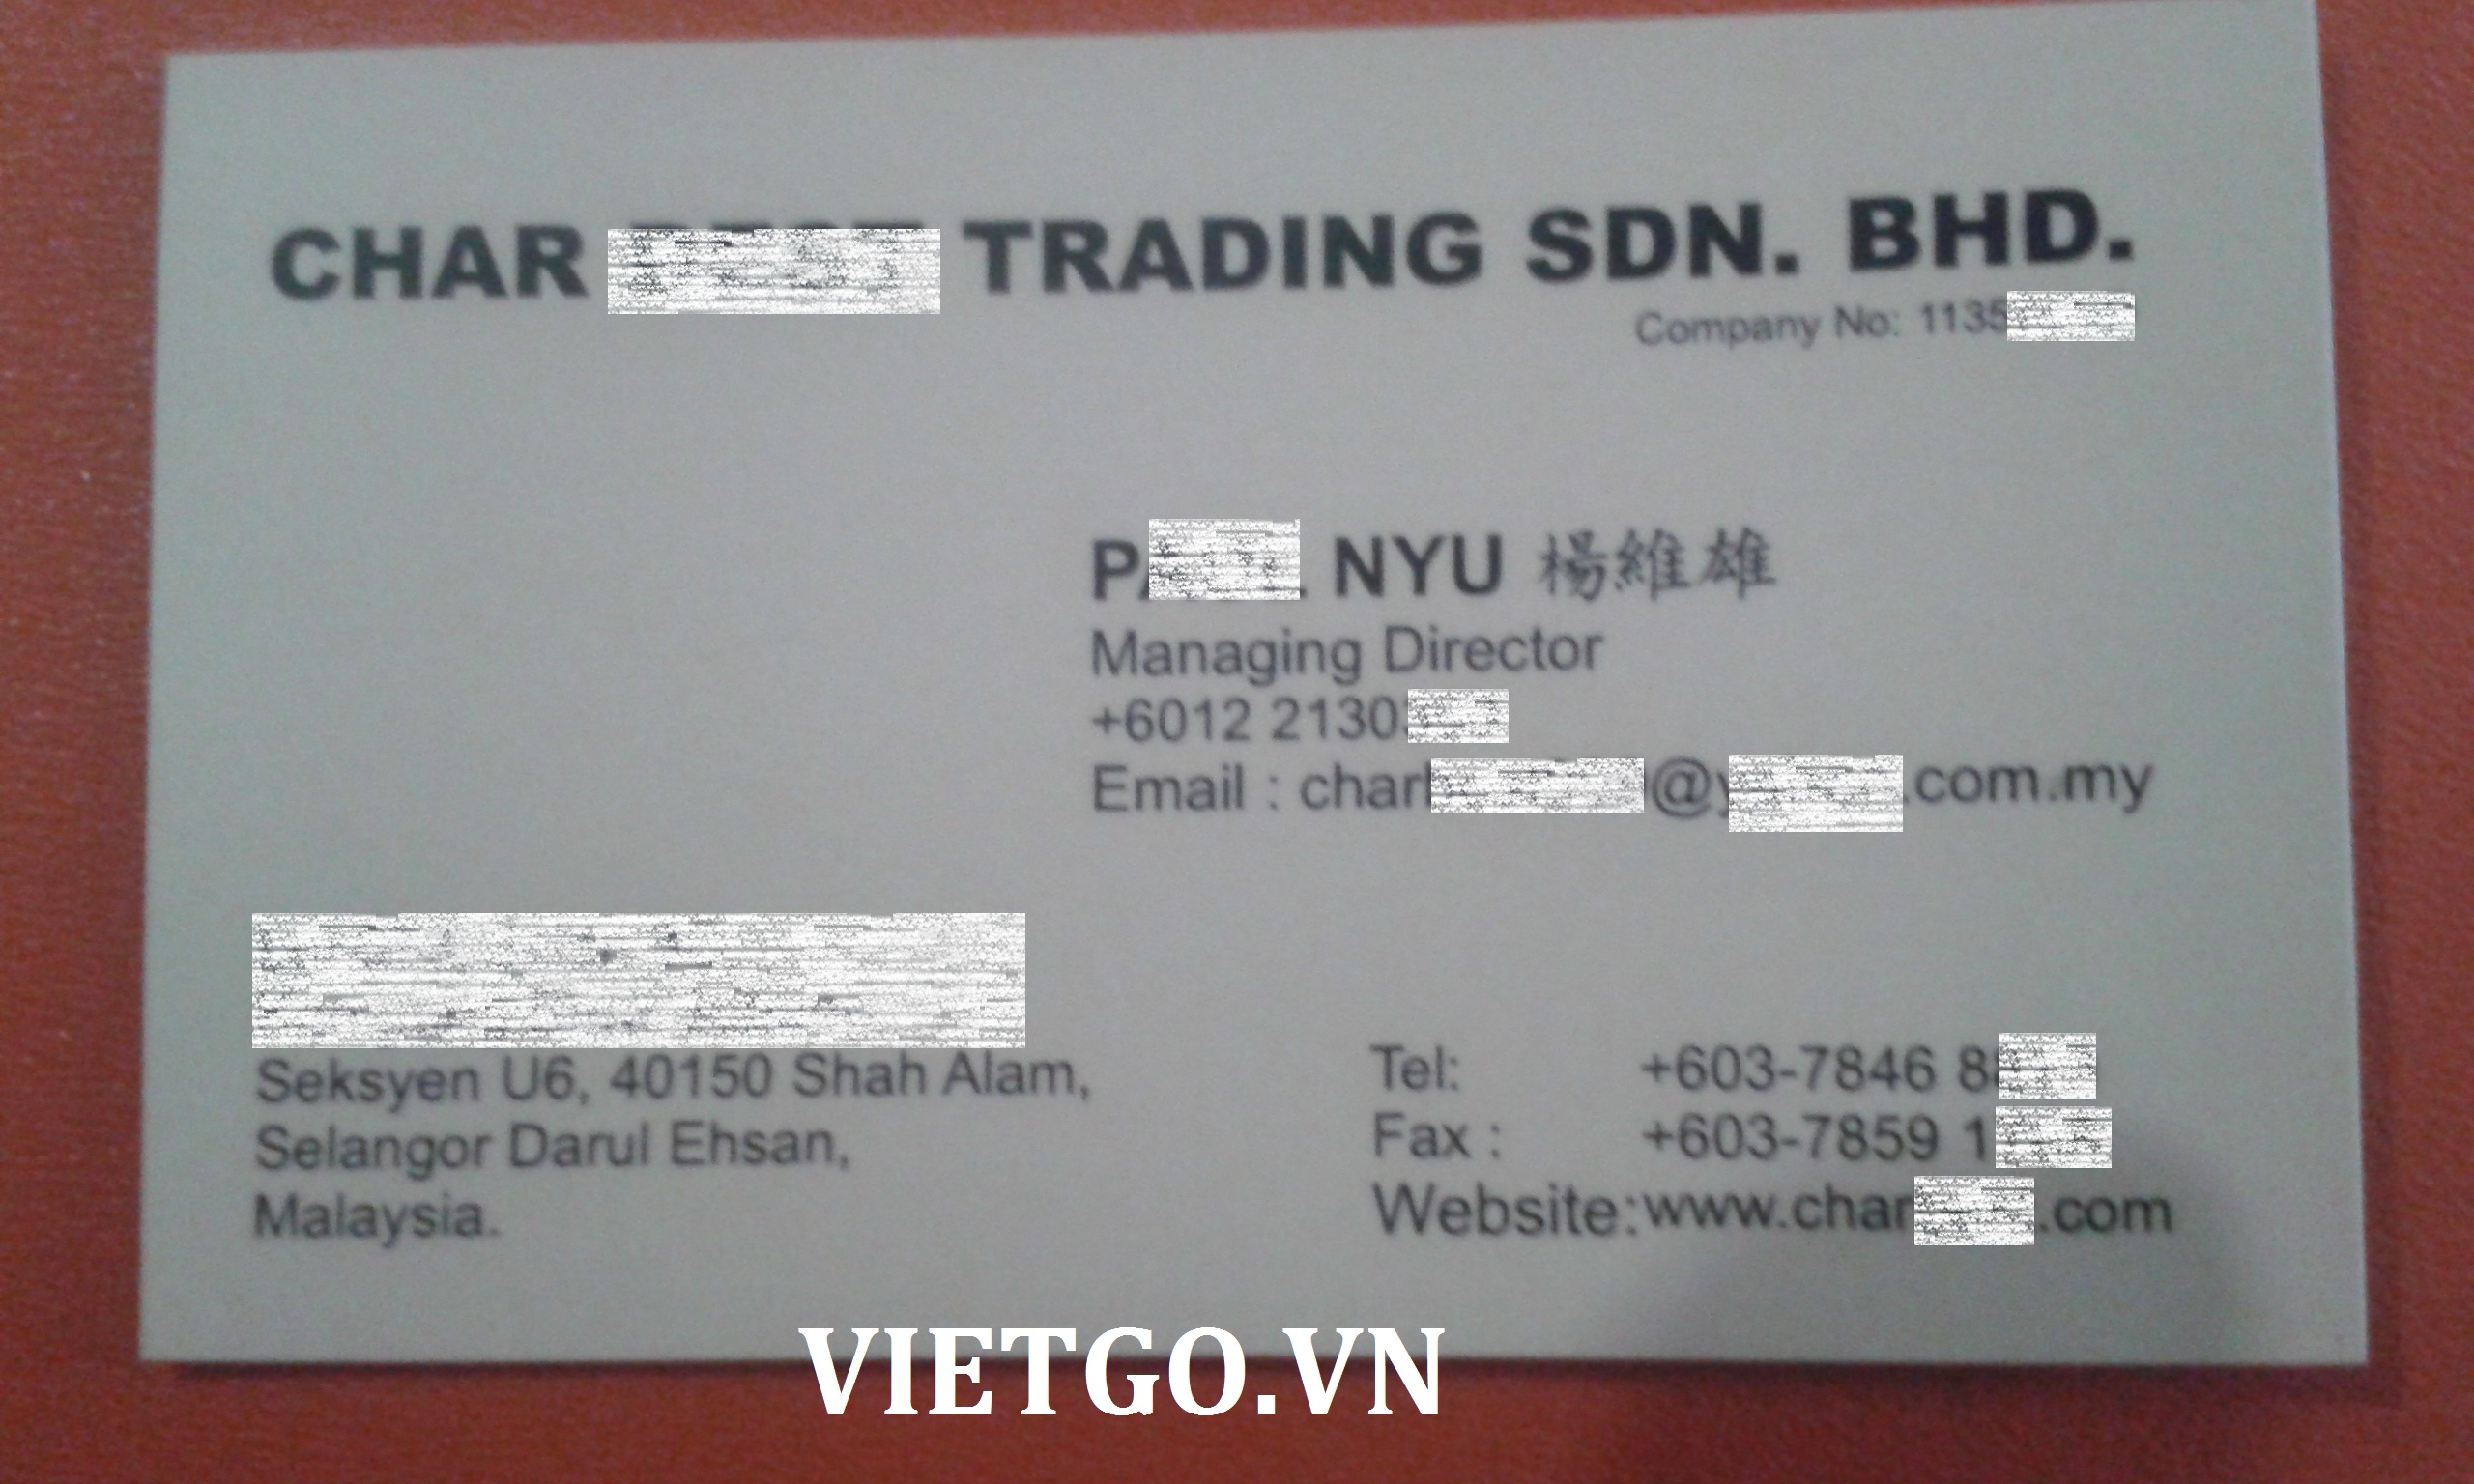 CHAR TRADING SDN. BHD.
Company No: 1135
NYU 楊維雄
Managing Director
+6012 2130
Email : char @ .com.my
Seksyen U6, 40150 Shah Alam,
Selangor Darul Ehsan,
Malaysia.
Tel: +603-7846 8
Fax : +603-7859 1
Website:www.char .com
VIETGO.VN